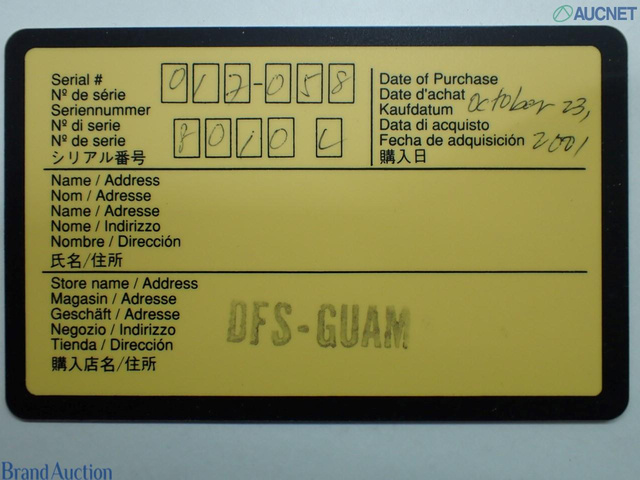 AUCNET
Serial #
Nº de série
Seriennummer
Nº di serie
Nº de serie
シリアル番号
012-058
8010L
Date of Purchase
Date d'achat
Kaufdatum
Data di acquisto
Fecha de adquisición
購入日
October 23,
2001
Name / Address
Nom / Adresse
Name / Adresse
Nome / Indirizzo
Nombre / Dirección
氏名/住所
Store name / Address
Magasin / Adresse
Geschäft / Adresse
Negozio / Indirizzo
Tienda / Dirección
購入店名/住所
DFS-GUAM
Brand Auction